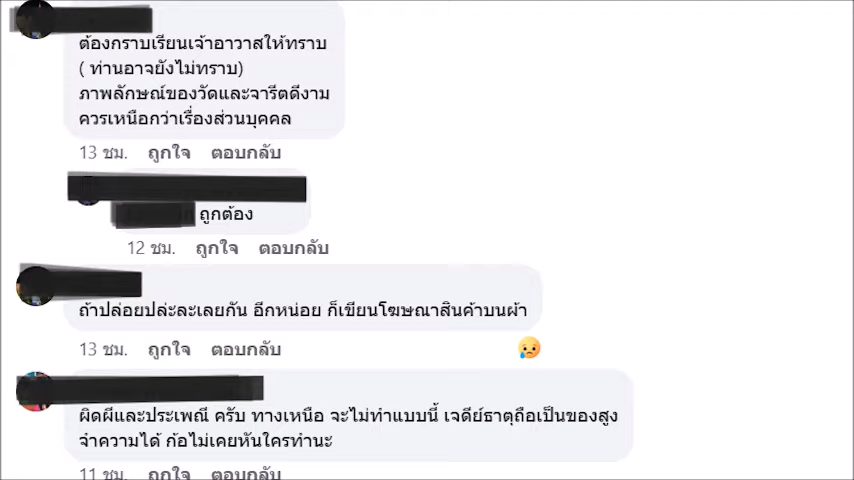 ต้องกราบเรียนเจ้าอาวาสให้ทราบ
( ท่านอาจยังไม่ทราบ)
ภาพลักษณ์ของวัดและจารีตดีงาม
ควรเหนือกว่าเรื่องส่วนบุคคล
13 ชม. ถูกใจ ตอบกลับ
ถูกต้อง
12 ชม. ถูกใจ ตอบกลับ
ถ้าปล่อยปล่ะละเลยกัน อีกหน่อย ก็เขียนโฆษณาสินค้าบนผ้า
13 ชม. ถูกใจ ตอบกลับ
ผิดผีและประเพณี ครับ ทางเหนือ จะไม่ทำแบบนี้ เจดีย์ธาตุถือเป็นของสูง
จำความได้ ก้อไม่เคยหันใครทำนะ
11 ชม. ถูกใจ ตอบกลับ